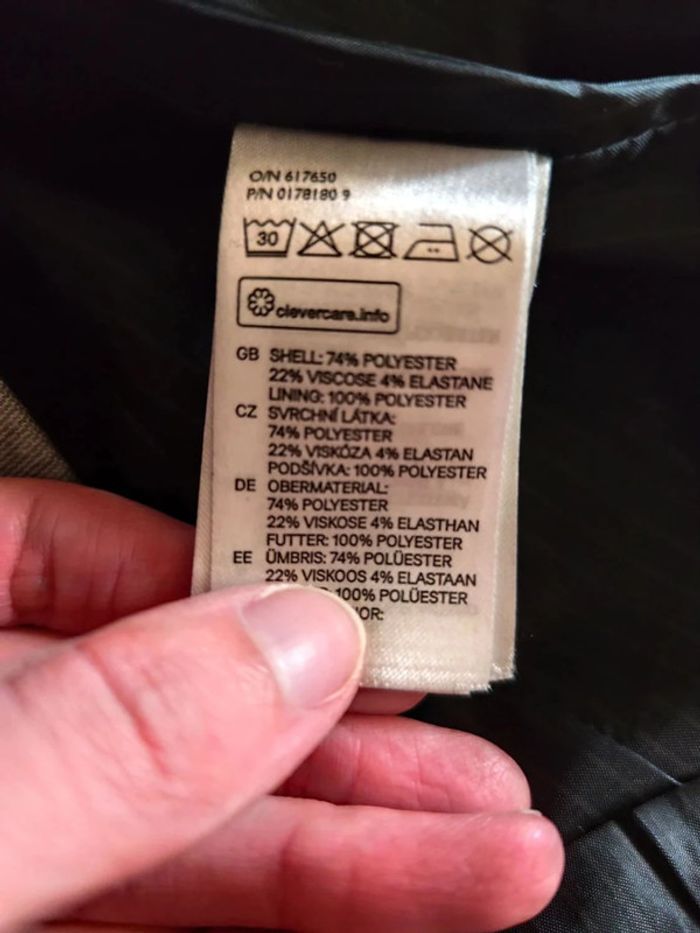 O/N 617650
P/N 0178180 9
30
clevercare.info
GB SHELL: 74% POLYESTER
22% VISCOSE 4% ELASTANE
LINING: 100% POLYESTER
CZ SVRCHNÍ LÁTKA:
74% POLYESTER
22% VISKÓZA 4% ELASTAN
PODŠÍVKA: 100% POLYESTER
DE OBERMATERIAL:
74% POLYESTER
22% VISKOSE 4% ELASTHAN
FUTTER: 100% POLYESTER
EE ÜMBRIS: 74% POLÜESTER
22% VISKOOS 4% ELASTAAN
100% POLÜESTER